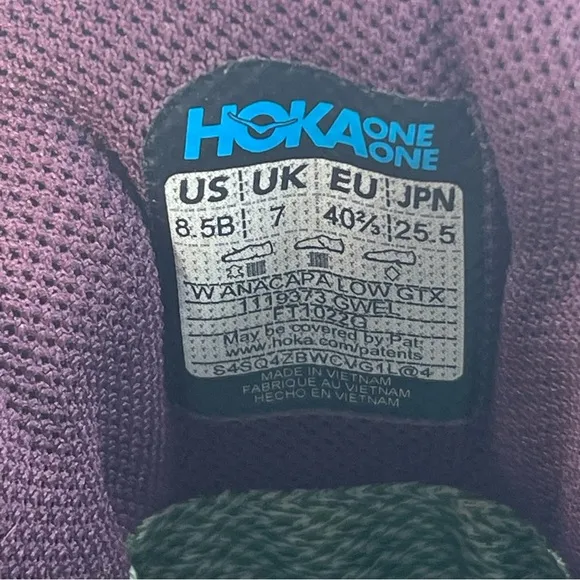 HOKA ONE ONE
US UK EU JPN
8.5B 7 40⅔ 25.5
W ANACAPA LOW GTX
1119373 GWEL
FT1022Q
May be covered by Pat:
www.hoka.com/patents
S4SQ4ZBWCVG1L@4
MADE IN VIETNAM
FABRIQUE AU VIETNAM
HECHO EN VIETNAM